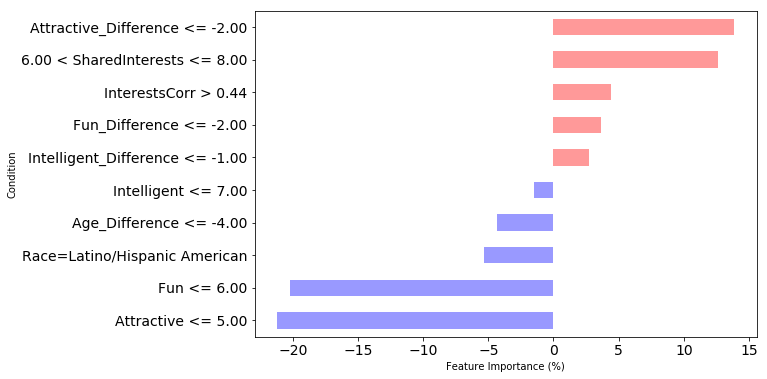 Attractive_Difference <= -2.00
6.00 < SharedInterests <= 8.00
InterestsCorr > 0.44
Fun_Difference <= -2.00
Intelligent_Difference <= -1.00
Intelligent <= 7.00
Age_Difference <= -4.00
Race=Latino/Hispanic American
Fun <= 6.00
Attractive <= 5.00
Condition
−20 −15 −10 −5 0 5 10 15
Feature Importance (%)